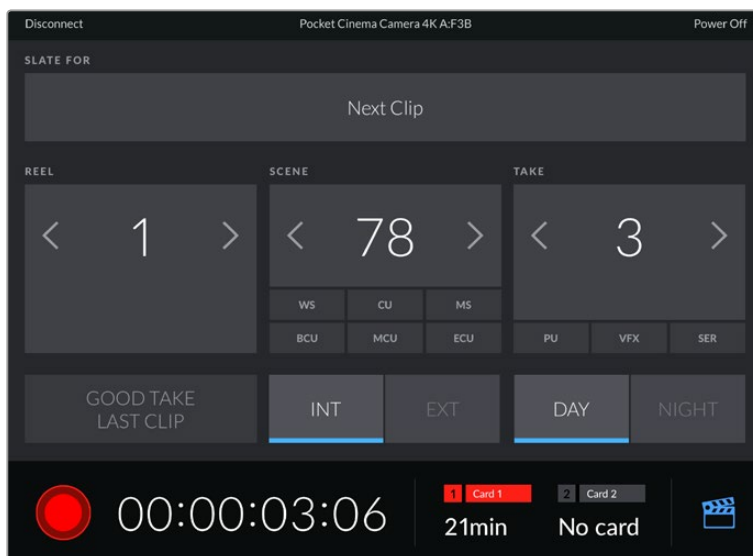 Disconnect Pocket Cinema Camera 4K A:F3B Power Off
SLATE FOR
Next Clip
REEL SCENE TAKE
1 78 3
WS CU MS
BCU MCU ECU PU VFX SER
GOOD TAKE
LAST CLIP
INT EXT DAY NIGHT
1 Card 1 2 Card 2
00:00:03:06 21min No card